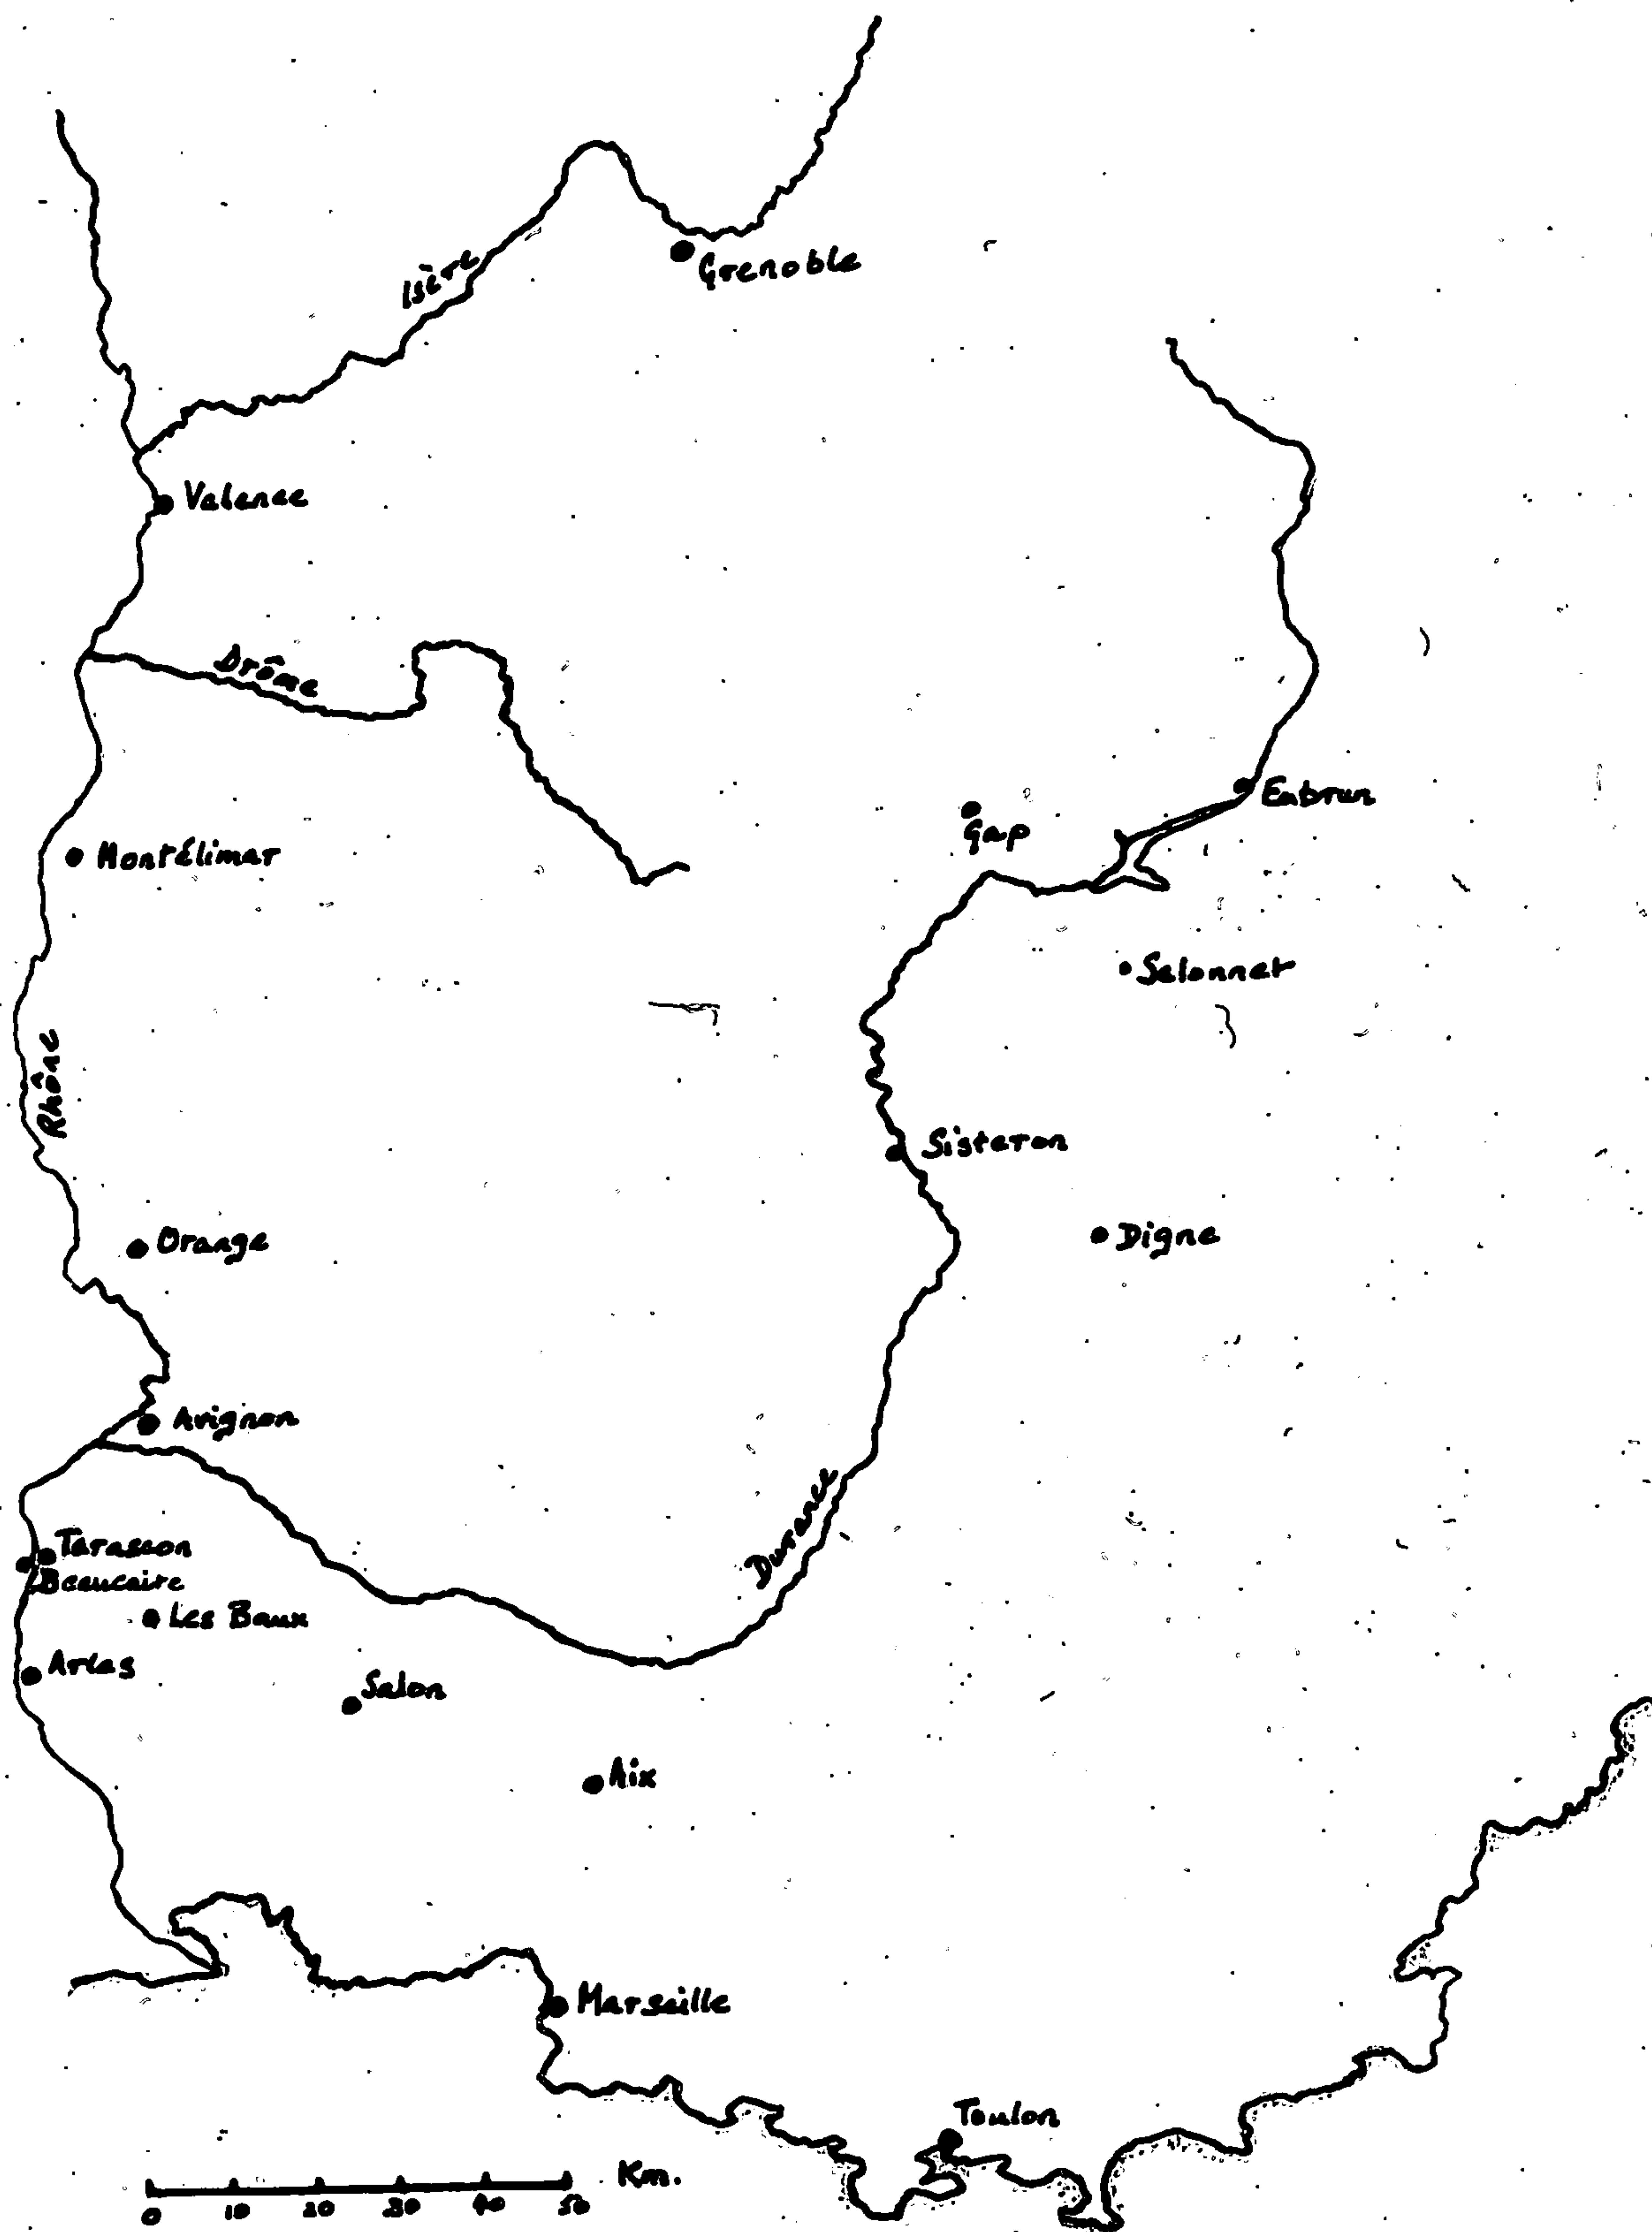 Isère
Grenoble
Valence
Drôme
Embrun
Gap
Montélimar
Selonnet
Rhône
Sisteron
Digne
Orange
Avignon
Durance
Tarascon
Beaucaire
Les Baux
Arles
Salon
Aix
Marseille
Toulon
Km.
0 10 20 30 40 50